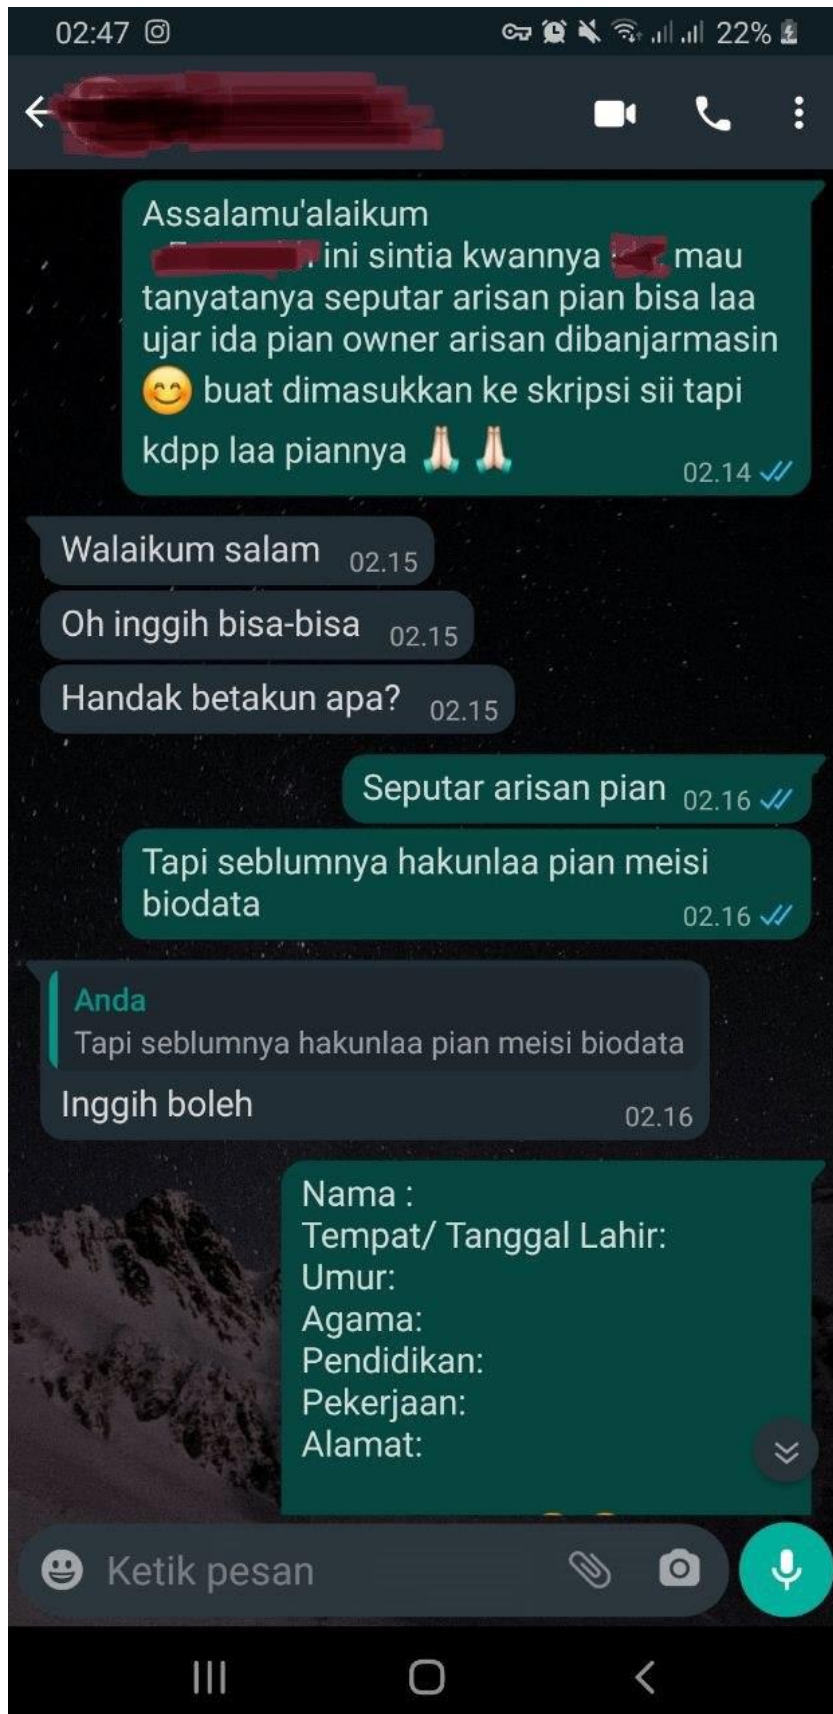 02:47
22%
Assalamu'alaikum
ini sintia kwannya mau
tanyatanya seputar arisan pian bisa laa
ujar ida pian owner arisan dibanjarmasin
😊 buat dimasukkan ke skripsi sii tapi
kdpp laa piannya 🙏🏻 🙏🏻
02.14
Walaikum salam 02.15
Oh inggih bisa-bisa 02.15
Handak betakun apa? 02.15
Seputar arisan pian 02.16
Tapi seblumnya hakunlaa pian meisi
biodata
02.16
Anda
Tapi seblumnya hakunlaa pian meisi biodata
Inggih boleh 02.16
Nama :
Tempat/ Tanggal Lahir:
Umur:
Agama:
Pendidikan:
Pekerjaan:
Alamat:
Ketik pesan